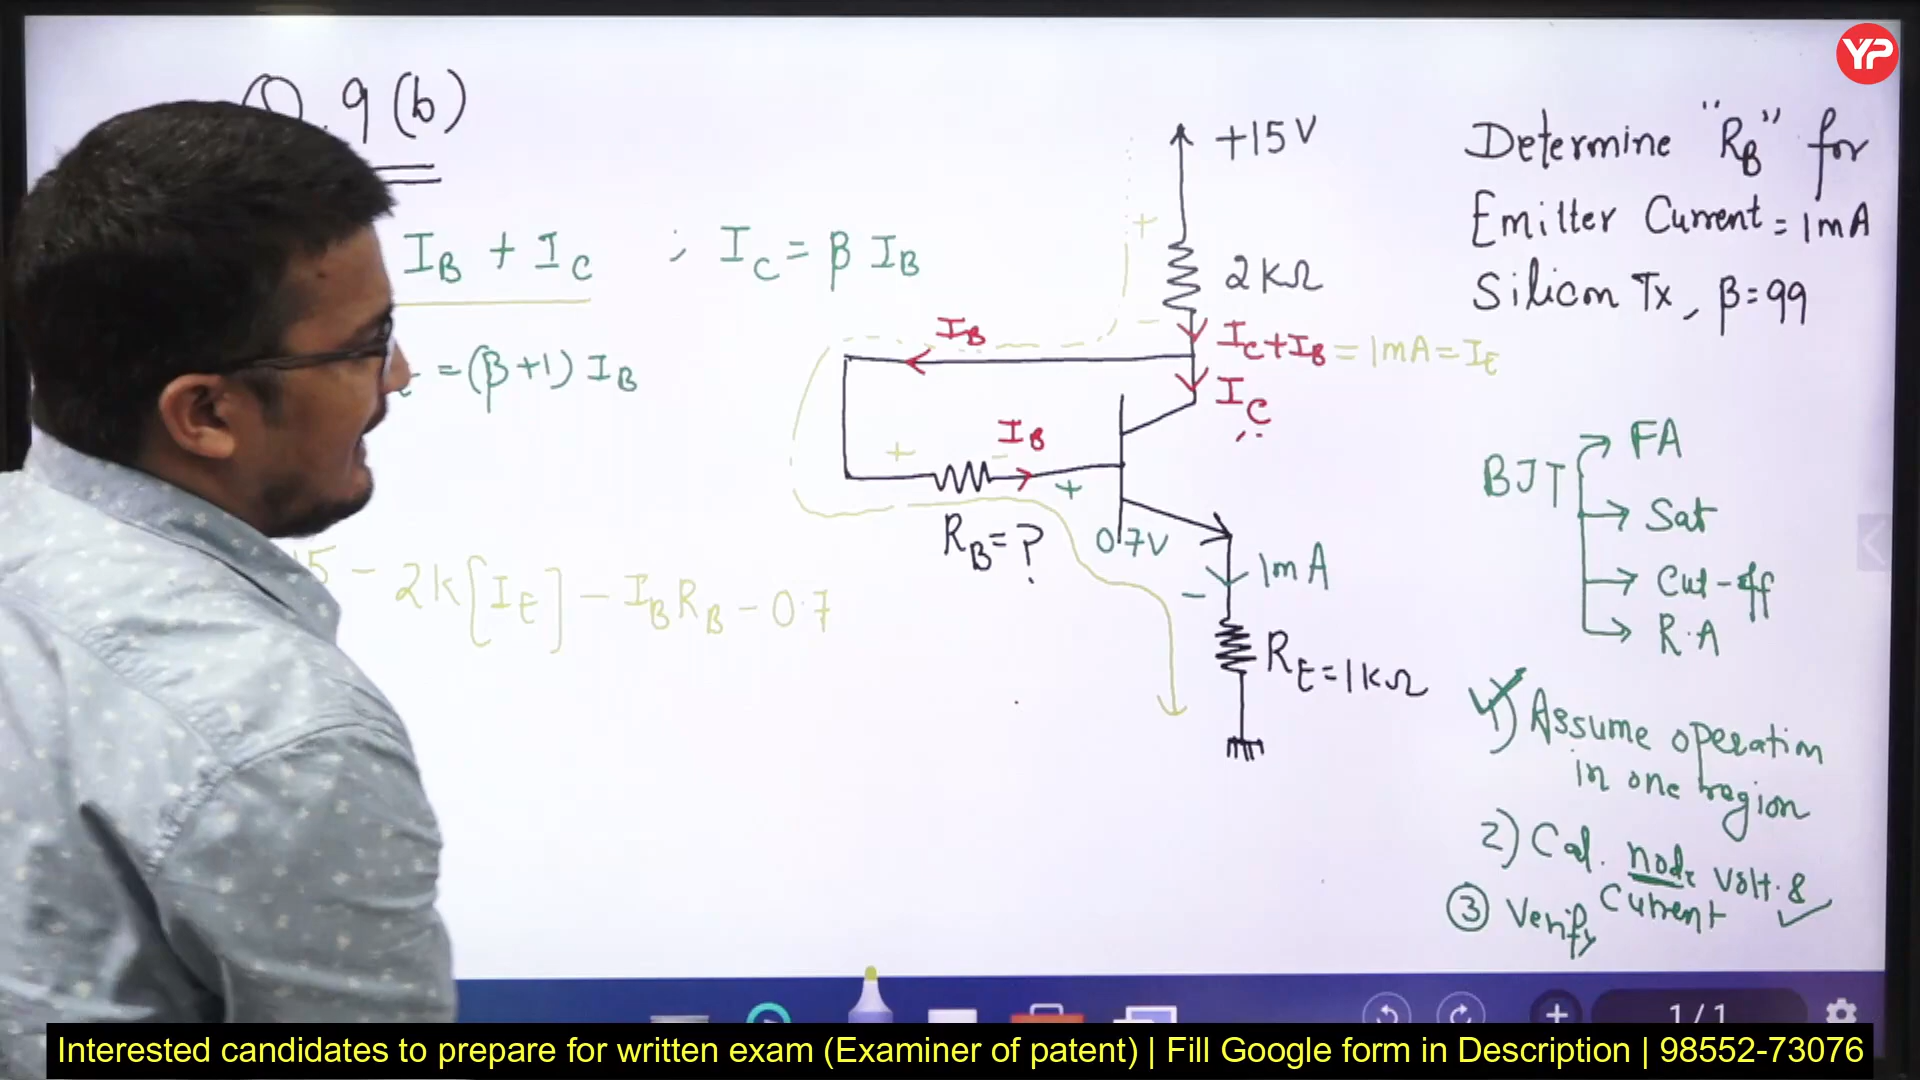 Q.9(b)
IB + IC ; IC = β IB
= (β+1) IB
15 - 2K[IE] - IBRB - 0.7
+15V
+
2KΩ
-
IB
IC+IB = 1mA = IE
IC
+ -
IB
+
RB = ?
0.7V
1mA
-
RE = 1KΩ
Determine "RB" for
Emitter Current = 1mA
Silicon Tx, β = 99
BJT
FA
Sat
Cut-off
R.A
1) Assume operation
in one region
2) Cal. node Volt. &
Current
③ Verify
YP
1/1
Interested candidates to prepare for written exam (Examiner of patent) | Fill Google form in Description | 98552-73076